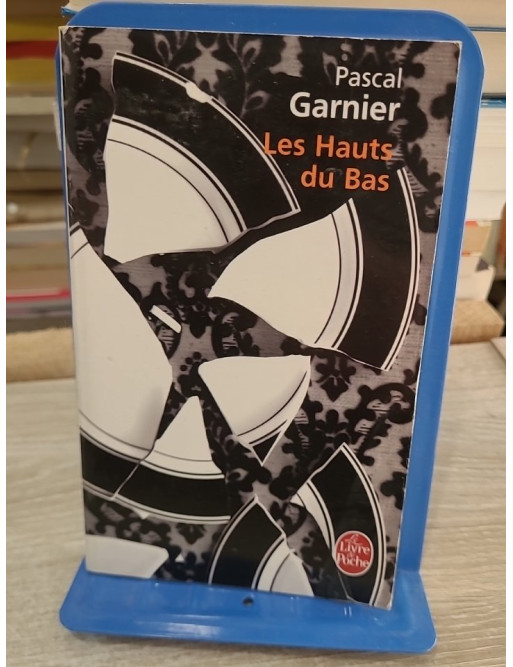 Pascal
Garnier
Les Hauts
du Bas
Le
Livre
de
Poche